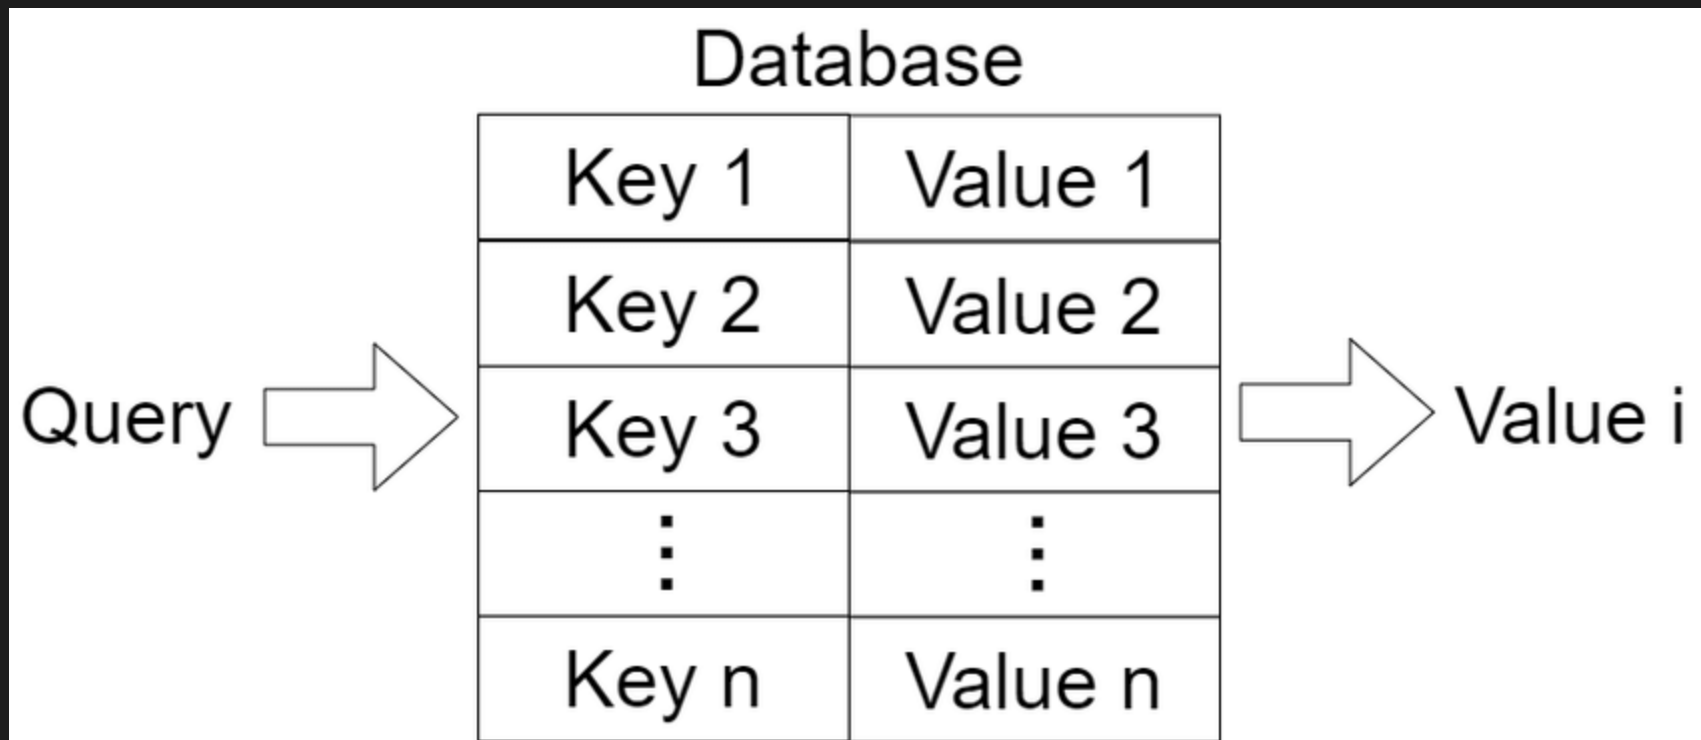 Database
Key 1 Value 1
Key 2 Value 2
Query Key 3 Value 3 Value i
⋮ ⋮
Key n Value n